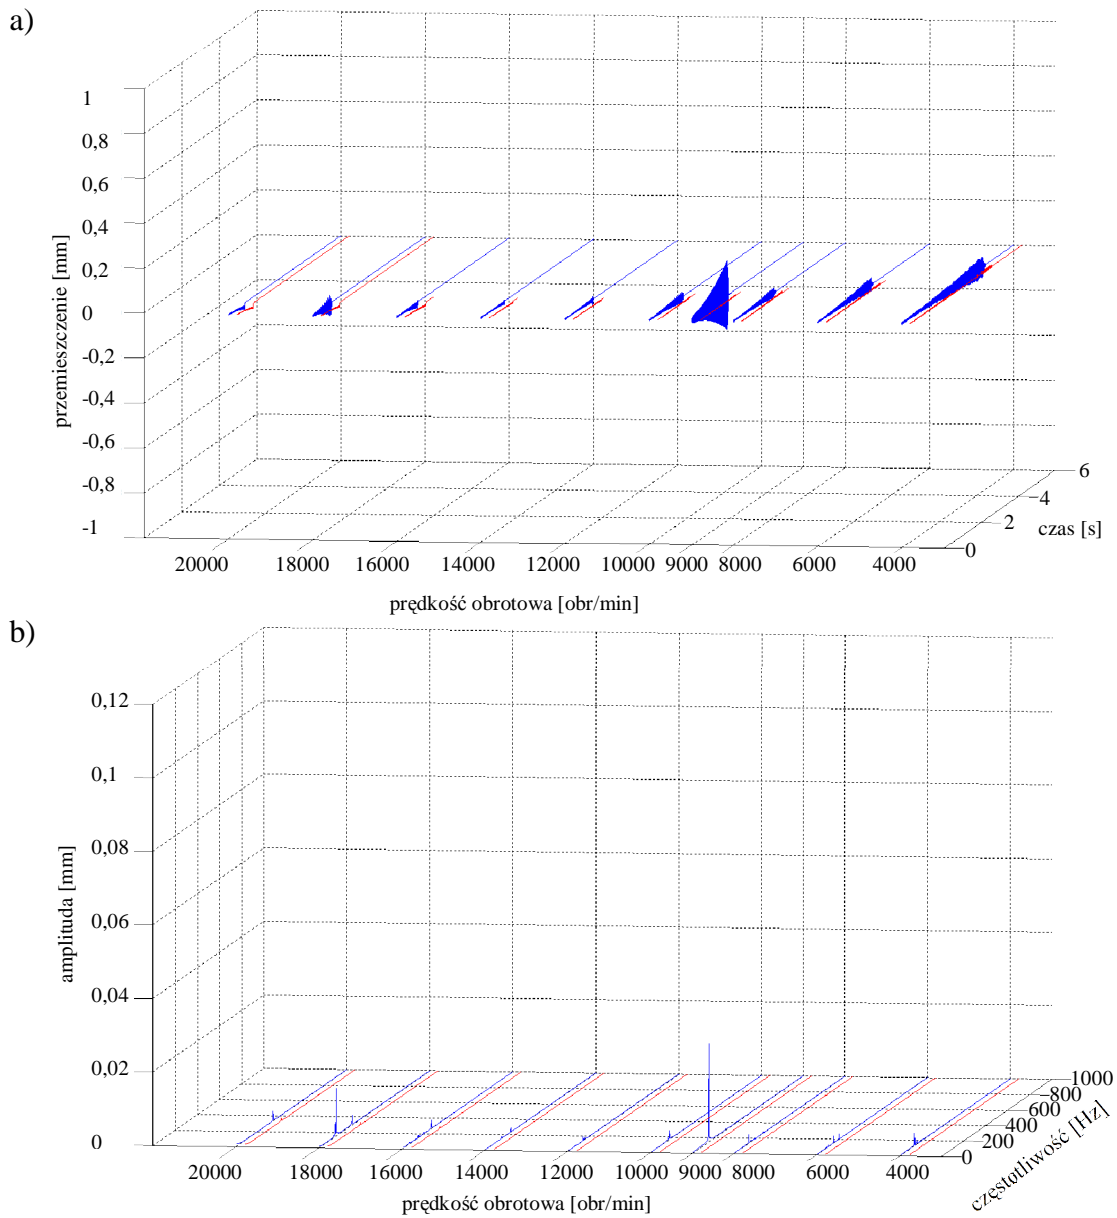 a)
1
0,8
0,6
0,4
0,2
0
-0,2
-0,4
-0,6
-0,8
-1
przemieszczenie [mm]
20000 18000 16000 14000 12000 10000 9000 8000 6000 4000
prędkość obrotowa [obr/min]
0 2 4 6
czas [s]
b)
0,12
0,1
0,08
0,06
0,04
0,02
0
amplituda [mm]
20000 18000 16000 14000 12000 10000 9000 8000 6000 4000
prędkość obrotowa [obr/min]
0 200 400 600 800 1000
częstotliwość [Hz]